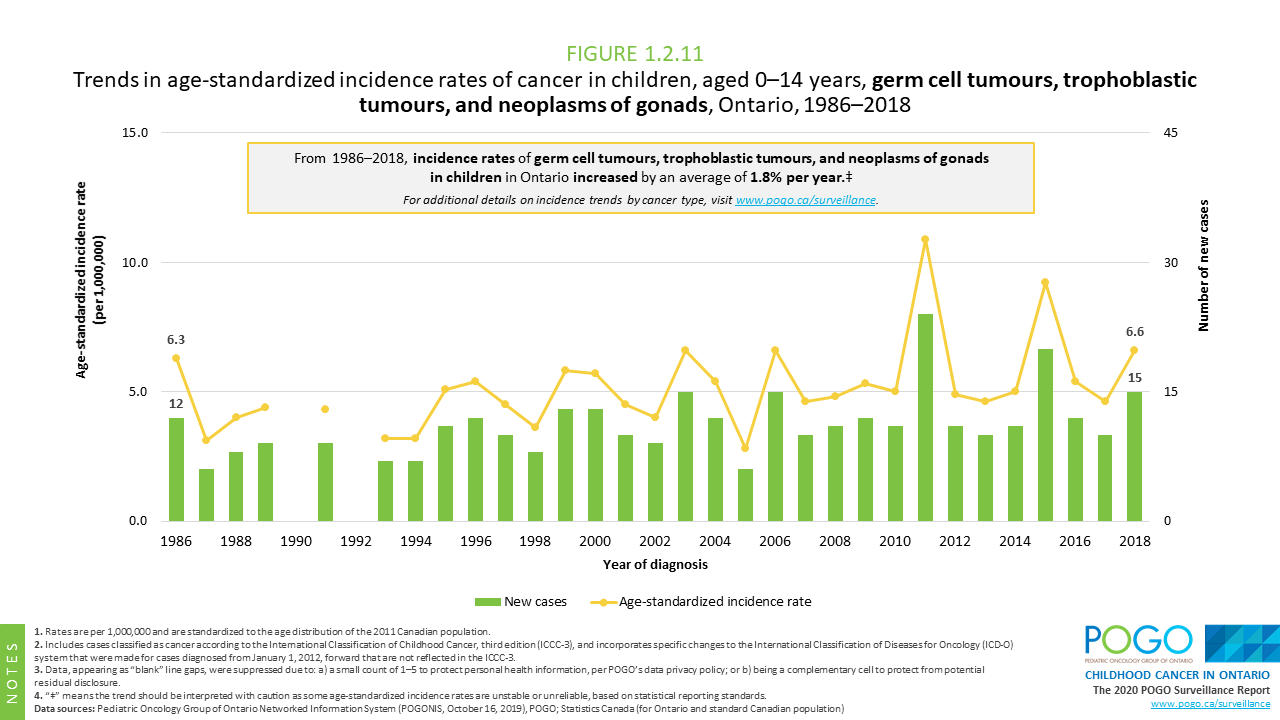 FIGURE 1.2.11
Trends in age-standardized incidence rates of cancer in children, aged 0–14 years, germ cell tumours, trophoblastic
tumours, and neoplasms of gonads, Ontario, 1986–2018
15.0
45
From 1986–2018, incidence rates of germ cell tumours, trophoblastic tumours, and neoplasms of gonads
in children in Ontario increased by an average of 1.8% per year.‡
For additional details on incidence trends by cancer type, visit www.pogo.ca/surveillance.
Age-standardized incidence rate
(per 1,000,000)
Number of new cases
10.0
30
6.3
6.6
15
12
5.0
15
0.0
0
1986 1988 1990 1992 1994 1996 1998 2000 2002 2004 2006 2008 2010 2012 2014 2016 2018
Year of diagnosis
New cases
Age-standardized incidence rate
NOTES
1. Rates are per 1,000,000 and are standardized to the age distribution of the 2011 Canadian population.
2. Includes cases classified as cancer according to the International Classification of Childhood Cancer, third edition (ICCC-3), and incorporates specific changes to the International Classification of Diseases for Oncology (ICD-O)
system that were made for cases diagnosed from January 1, 2012, forward that are not reflected in the ICCC-3.
3. Data, appearing as “blank” line gaps, were suppressed due to: a) a small count of 1–5 to protect personal health information, per POGO’s data privacy policy; or b) being a complementary cell to protect from potential
residual disclosure.
4. “‡” means the trend should be interpreted with caution as some age-standardized incidence rates are unstable or unreliable, based on statistical reporting standards.
Data sources: Pediatric Oncology Group of Ontario Networked Information System (POGONIS, October 16, 2019), POGO; Statistics Canada (for Ontario and standard Canadian population)
POGO
PEDIATRIC ONCOLOGY GROUP OF ONTARIO
CHILDHOOD CANCER IN ONTARIO
The 2020 POGO Surveillance Report
www.pogo.ca/surveillance